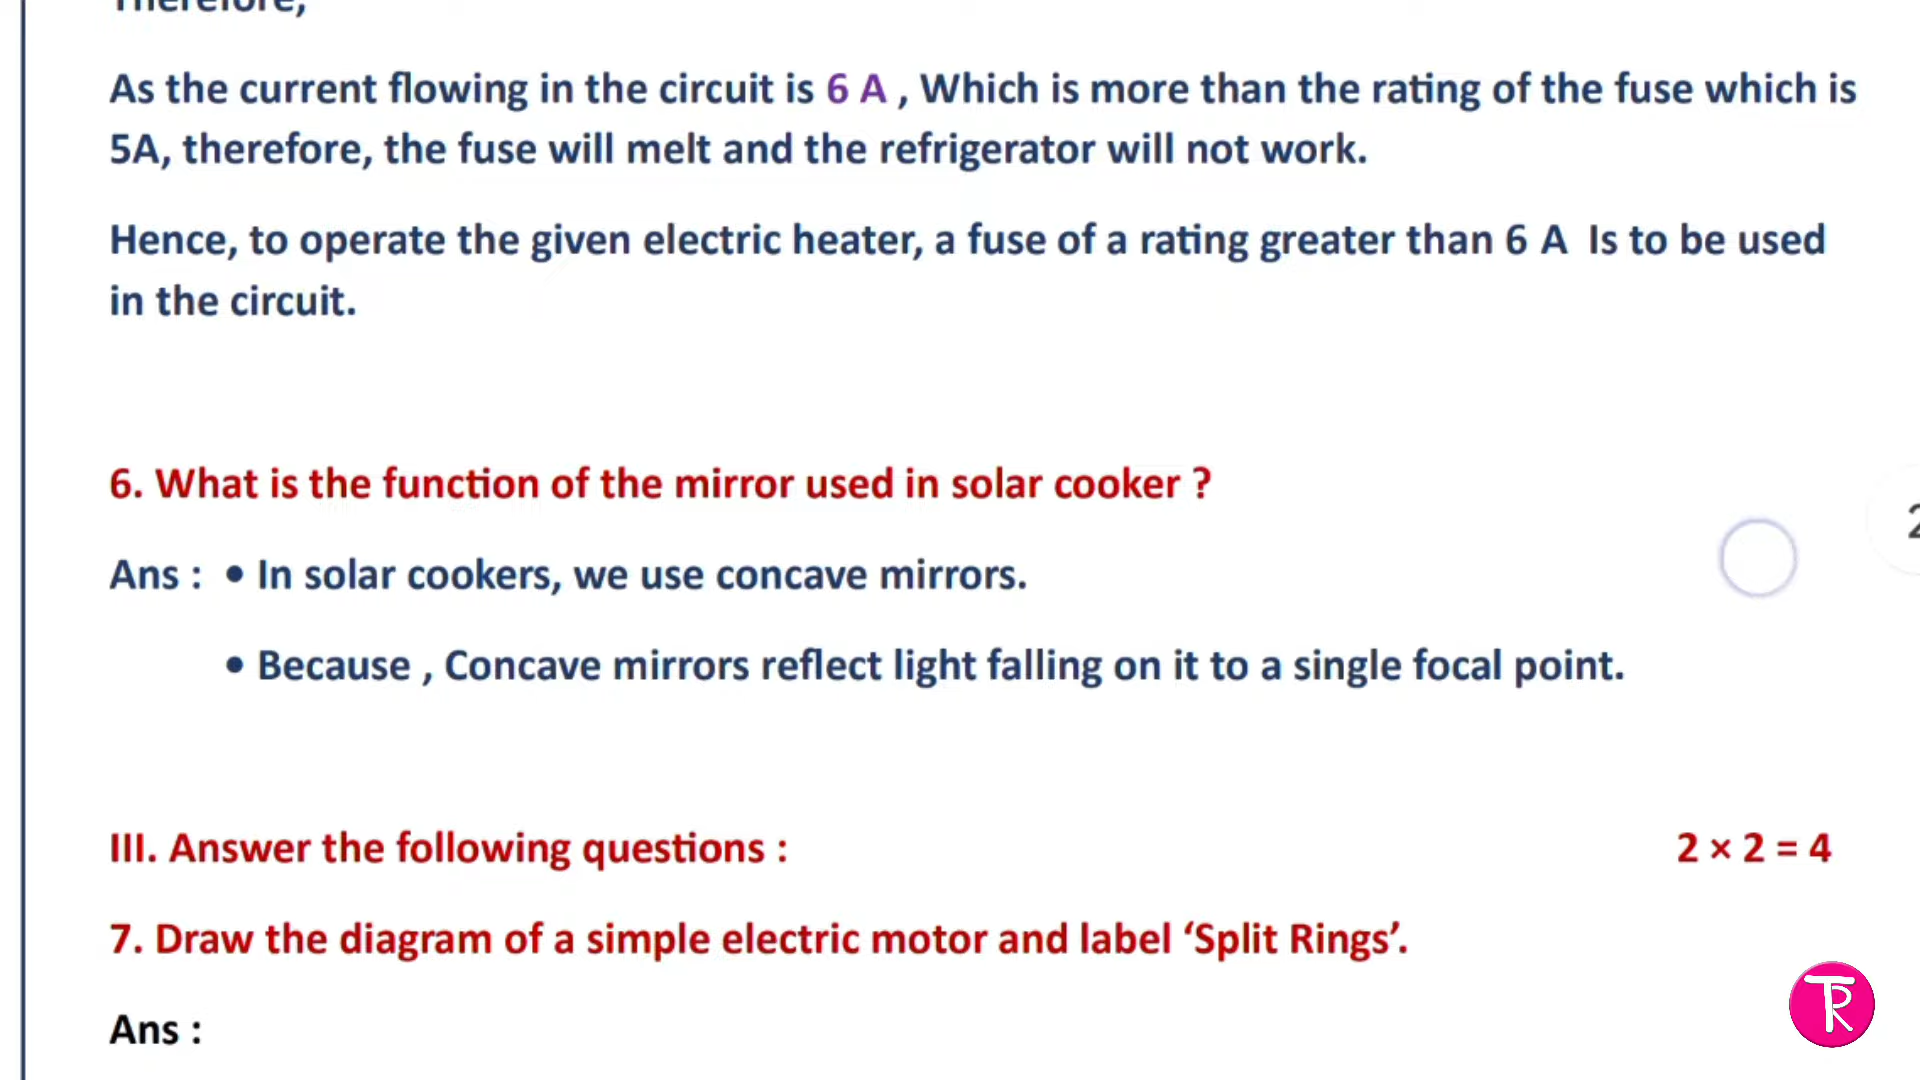 Therefore,
As the current flowing in the circuit is 6 A , Which is more than the rating of the fuse which is
5A, therefore, the fuse will melt and the refrigerator will not work.
Hence, to operate the given electric heater, a fuse of a rating greater than 6 A Is to be used
in the circuit.
6. What is the function of the mirror used in solar cooker ?
Ans : • In solar cookers, we use concave mirrors.
• Because , Concave mirrors reflect light falling on it to a single focal point.
III. Answer the following questions : 2 × 2 = 4
7. Draw the diagram of a simple electric motor and label ‘Split Rings’.
Ans :
TR